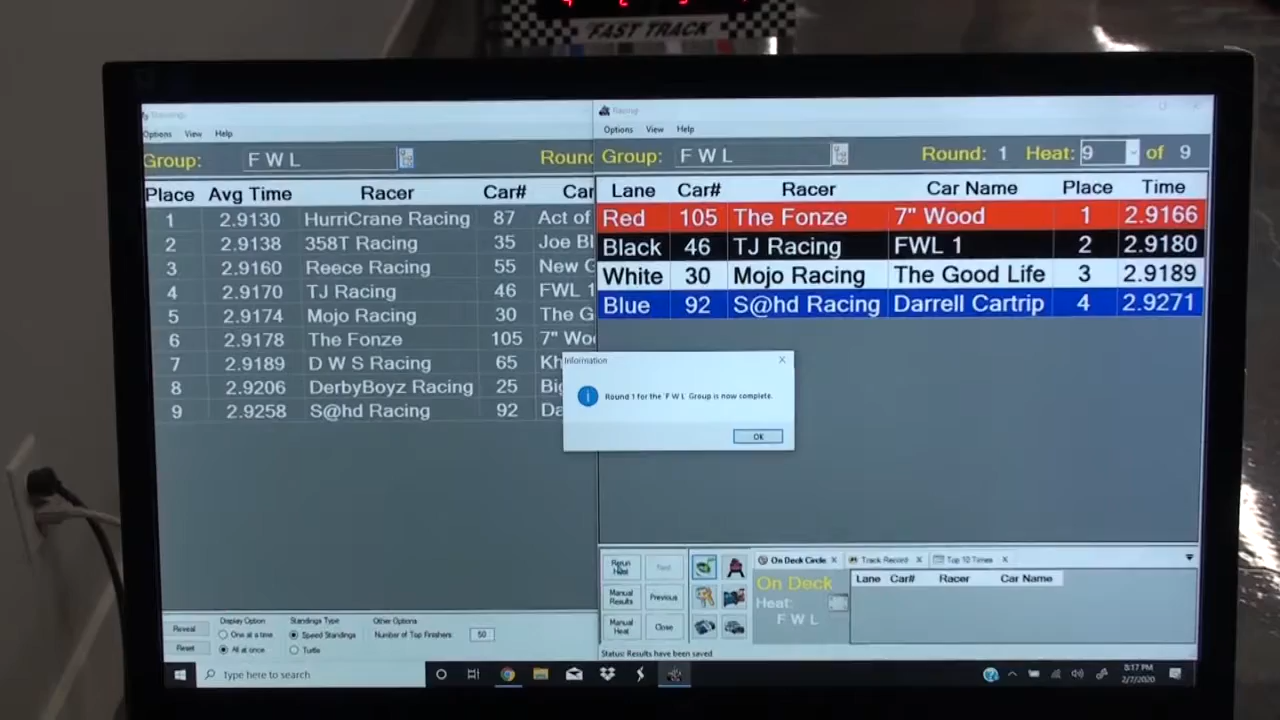 FAST TRACK
Standings
Options View Help
Group: F W L Round
Place Avg Time Racer Car# Car
1 2.9130 HurriCrane Racing 87 Act of
2 2.9138 358T Racing 35 Joe Bl
3 2.9160 Reece Racing 55 New G
4 2.9170 TJ Racing 46 FWL 1
5 2.9174 Mojo Racing 30 The G
6 2.9178 The Fonze 105 7" Wo
7 2.9189 D W S Racing 65 Kh
8 2.9206 DerbyBoyz Racing 25 Big
9 2.9258 S@hd Racing 92 Da
Racing
Options View Help
Group: F W L Round: 1 Heat: 9 of 9
Lane Car# Racer Car Name Place Time
Red 105 The Fonze 7" Wood 1 2.9166
Black 46 TJ Racing FWL 1 2 2.9180
White 30 Mojo Racing The Good Life 3 2.9189
Blue 92 S@hd Racing Darrell Cartrip 4 2.9271
Information
Round 1 for the 'F W L' Group is now complete.
OK
Reveal
Reset
Display Option
One at a time
All at once
Standings Type
Speed Standings
Turtle
Other Options
Number of Top Finishers 50
Rerun
Heat
Next
Manual
Results
Previous
Manual
Heat
Close
On Deck Circle Track Record Top 10 Times
On Deck
Heat:
F W L
Lane Car# Racer Car Name
Status: Results have been saved
Type here to search
8:17 PM
2/7/2020